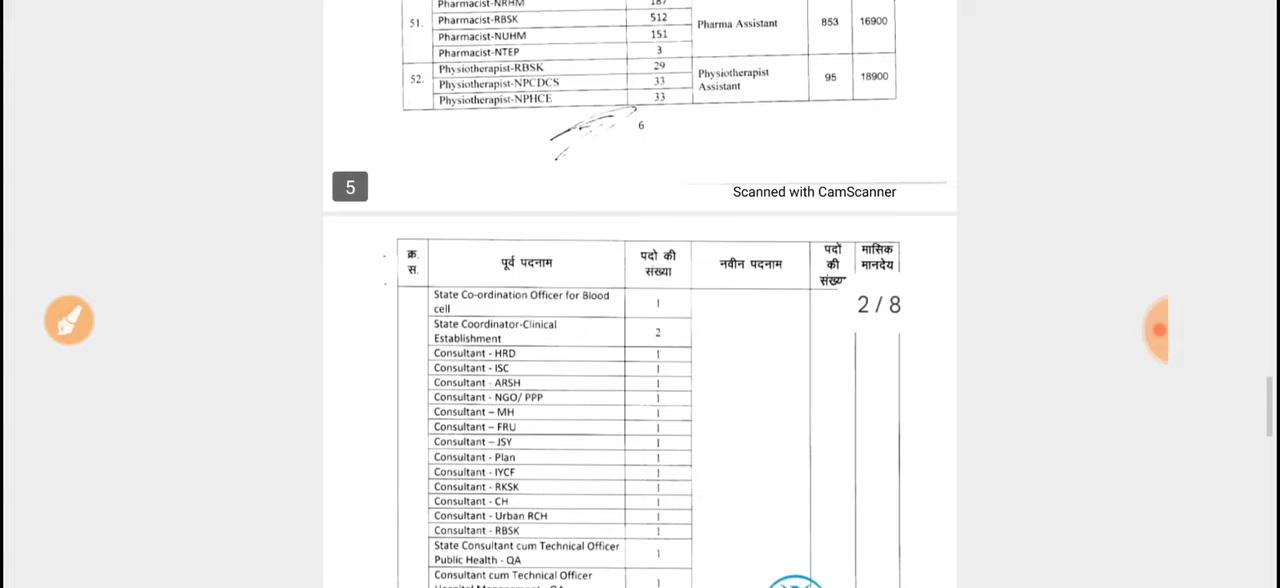 Pharmacist-NRHM 187
51. Pharmacist-RBSK 512 Pharma Assistant 853 16900
Pharmacist-NUHM 151
Pharmacist-NTEP 3
52. Physiotherapist-RBSK 29 Physiotherapist Assistant 95 18900
Physiotherapist-NPCDCS 33
Physiotherapist-NPHCE 33
6
5
Scanned with CamScanner
क्र. स. पूर्व पदनाम पदो की संख्या नवीन पदनाम पदों की संख्य मासिक मानदेय
2 / 8
State Co-ordination Officer for Blood cell 1
State Coordinator-Clinical Establishment 2
Consultant - HRD 1
Consultant - ISC 1
Consultant - ARSH 1
Consultant - NGO/ PPP 1
Consultant – MH 1
Consultant – FRU 1
Consultant – JSY 1
Consultant - Plan 1
Consultant - IYCF 1
Consultant - RKSK 1
Consultant - CH 1
Consultant - Urban RCH 1
Consultant - RBSK 1
State Consultant cum Technical Officer Public Health - QA 1
Consultant cum Technical Officer 1